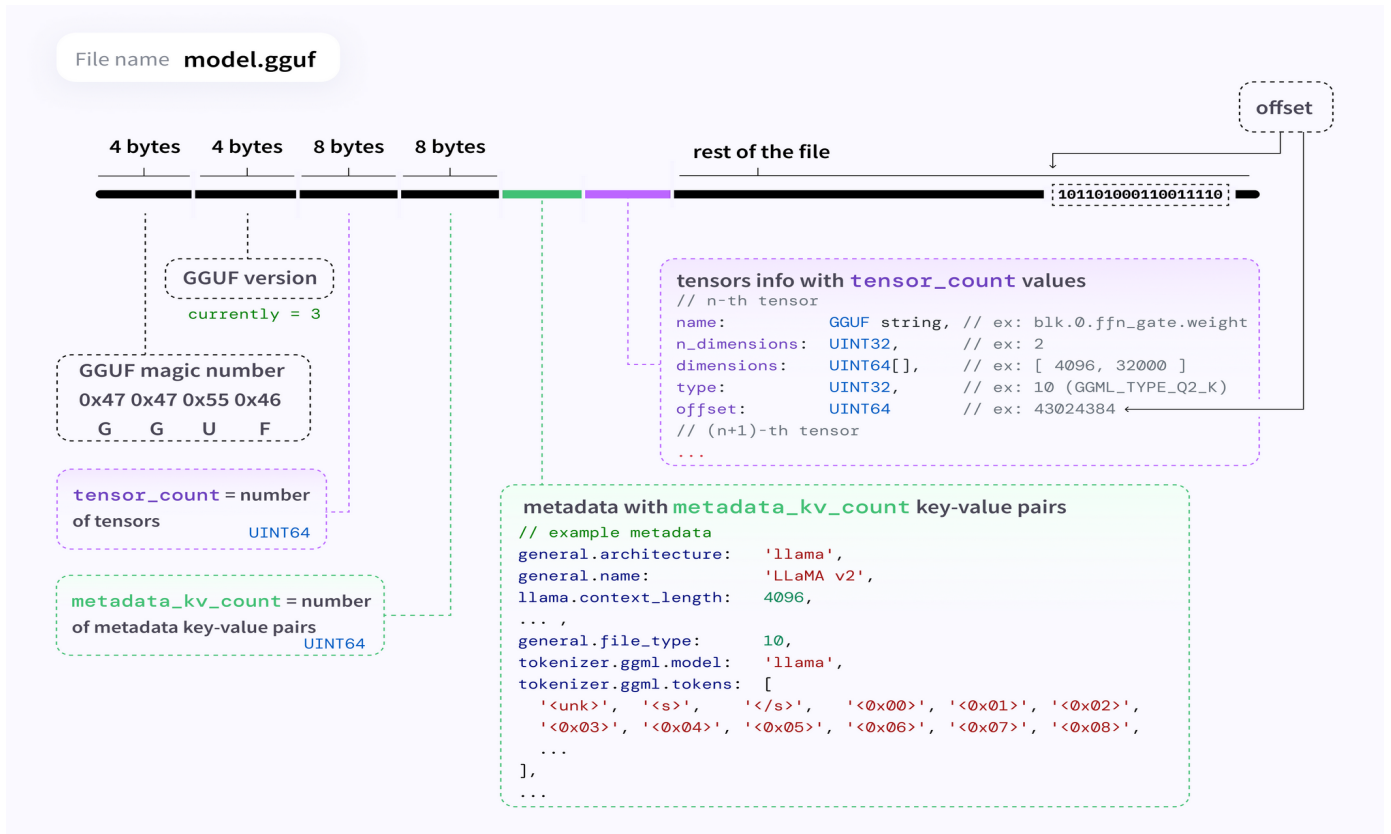 File name model.gguf
offset
4 bytes 4 bytes 8 bytes 8 bytes rest of the file
101101000110011110
GGUF version
currently = 3
GGUF magic number
0x47 0x47 0x55 0x46
G G U F
tensor_count = number
of tensors
UINT64
metadata_kv_count = number
of metadata key-value pairs
UINT64
tensors info with tensor_count values
// n-th tensor
name: GGUF string, // ex: blk.0.ffn_gate.weight
n_dimensions: UINT32, // ex: 2
dimensions: UINT64[], // ex: [ 4096, 32000 ]
type: UINT32, // ex: 10 (GGML_TYPE_Q2_K)
offset: UINT64 // ex: 43024384
// (n+1)-th tensor
...
metadata with metadata_kv_count key-value pairs
// example metadata
general.architecture: 'llama',
general.name: 'LLaMA v2',
llama.context_length: 4096,
... ,
general.file_type: 10,
tokenizer.ggml.model: 'llama',
tokenizer.ggml.tokens: [
'<unk>', '<s>', '</s>', '<0x00>', '<0x01>', '<0x02>',
'<0x03>', '<0x04>', '<0x05>', '<0x06>', '<0x07>', '<0x08>',
...
],
...